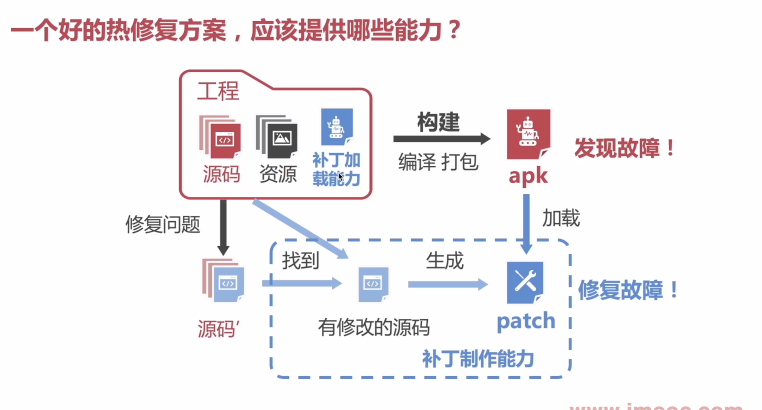 一个好的热修复方案，应该提供哪些能力？
工程
源码
资源
补丁加
载能力
构建
编译 打包
apk
发现故障！
修复问题
加载
找到
生成
源码’
有修改的源码
patch
修复故障！
补丁制作能力